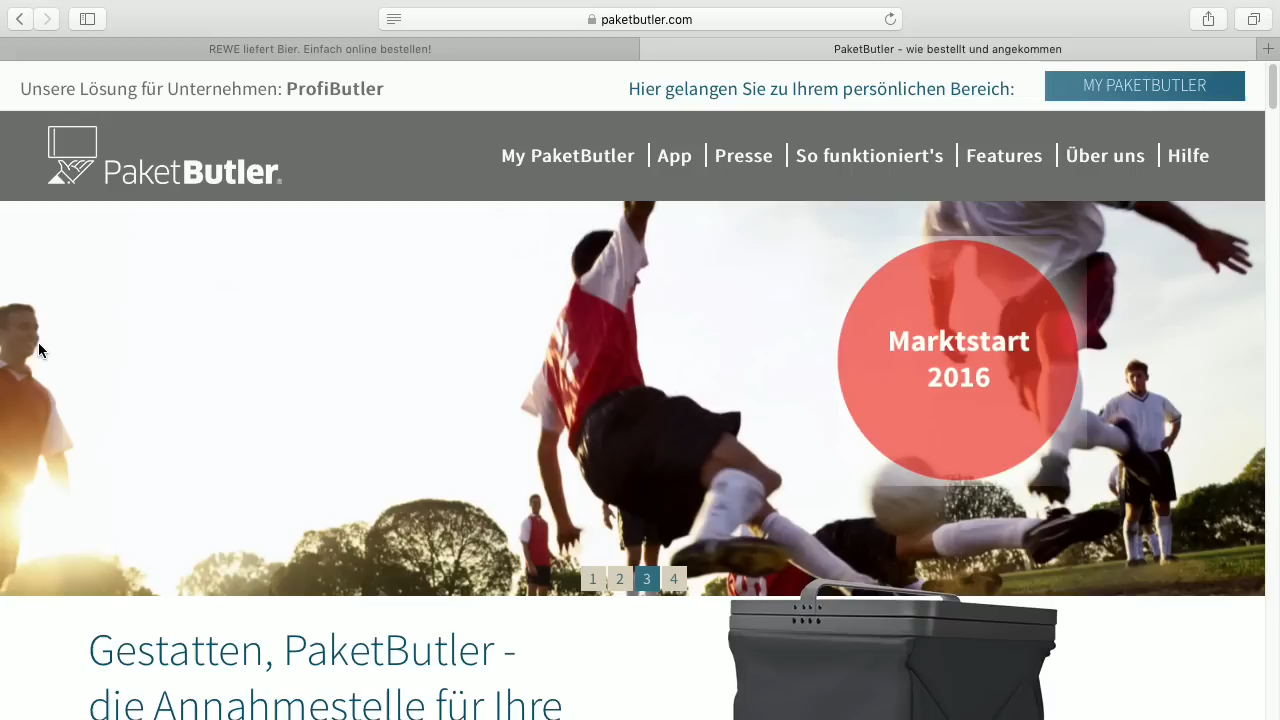 paketbutler.com
REWE liefert Bier. Einfach online bestellen!
PaketButler - wie bestellt und angekommen
Unsere Lösung für Unternehmen: ProfiButler
Hier gelangen Sie zu Ihrem persönlichen Bereich:
MY PAKETBUTLER
PaketButler®
My PaketButler
App
Presse
So funktioniert's
Features
Über uns
Hilfe
Marktstart
2016
1 2 3 4
Gestatten, PaketButler -
die Annahmestelle für Ihre